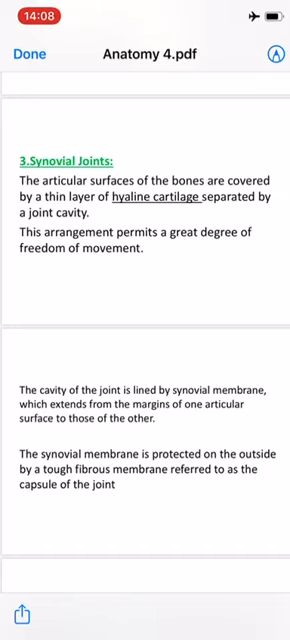 14:08
Done
Anatomy 4.pdf
3.Synovial Joints:
The articular surfaces of the bones are covered
by a thin layer of hyaline cartilage separated by
a joint cavity.
This arrangement permits a great degree of
freedom of movement.
The cavity of the joint is lined by synovial membrane,
which extends from the margins of one articular
surface to those of the other.
The synovial membrane is protected on the outside
by a tough fibrous membrane referred to as the
capsule of the joint